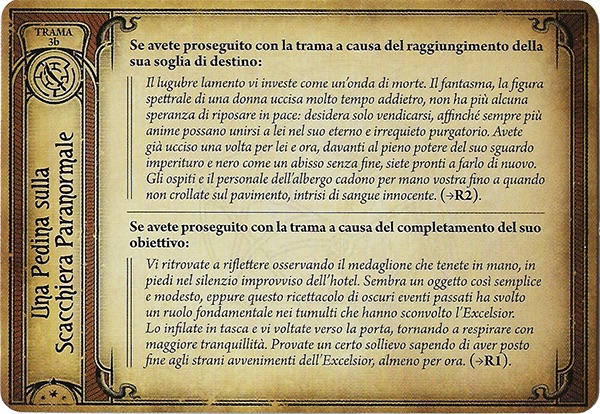 TRAMA
3b
Una Pedina sulla
Scacchiera Paranormale
Se avete proseguito con la trama a causa del raggiungimento della
sua soglia di destino:
Il lugubre lamento vi investe come un'onda di morte. Il fantasma, la figura
spettrale di una donna uccisa molto tempo addietro, non ha più alcuna
speranza di riposare in pace: desidera solo vendicarsi, affinché sempre più
anime possano unirsi a lei nel suo eterno e irrequieto purgatorio. Avete
già ucciso una volta per lei e ora, davanti al pieno potere del suo sguardo
imperituro e nero come un abisso senza fine, siete pronti a farlo di nuovo.
Gli ospiti e il personale dell'albergo cadono per mano vostra fino a quando
non crollate sul pavimento, intrisi di sangue innocente. (→R2).
Se avete proseguito con la trama a causa del completamento del suo
obiettivo:
Vi ritrovate a riflettere osservando il medaglione che tenete in mano, in
piedi nel silenzio improvviso dell'hotel. Sembra un oggetto così semplice
e modesto, eppure questo ricettacolo di oscuri eventi passati ha svolto
un ruolo fondamentale nei tumulti che hanno sconvolto l'Excelsior.
Lo infilate in tasca e vi voltate verso la porta, tornando a respirare con
maggiore tranquillità. Provate un certo sollievo sapendo di aver posto
fine agli strani avvenimenti dell'Excelsior, almeno per ora. (→R1).